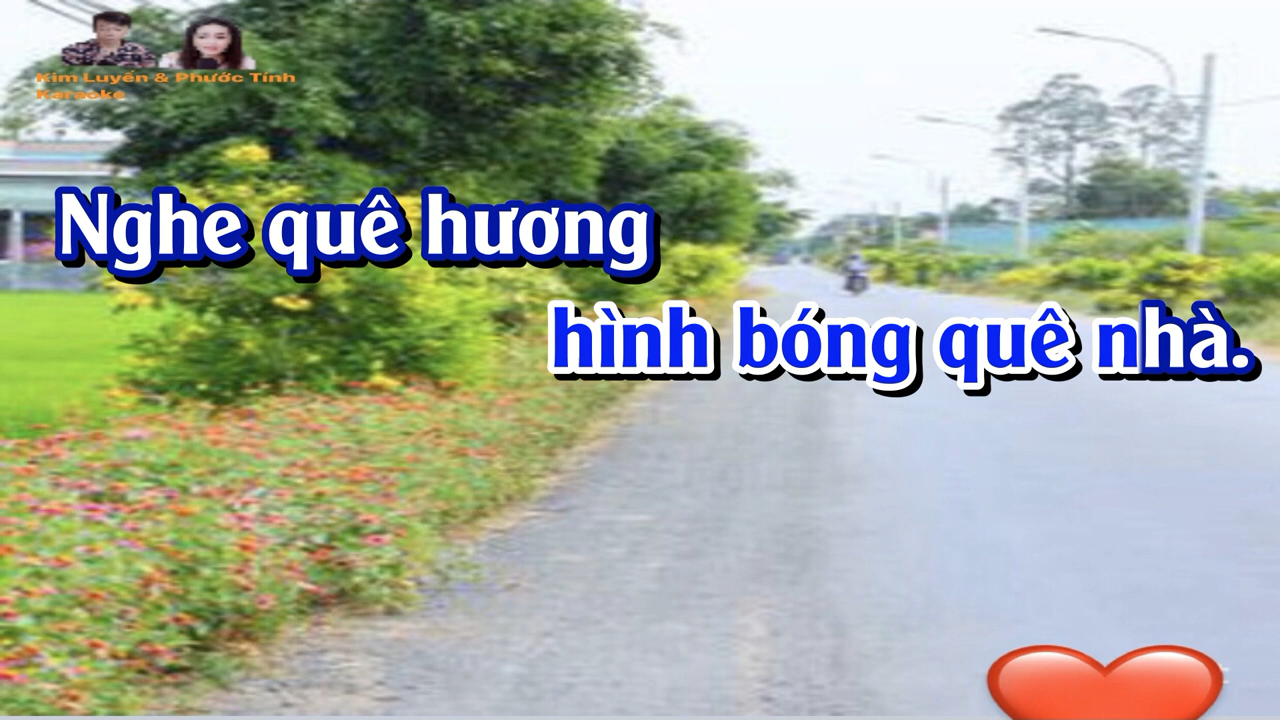 Kim Luyến & Phước Tính
Karaoke
Nghe quê hương
hình bóng quê nhà.